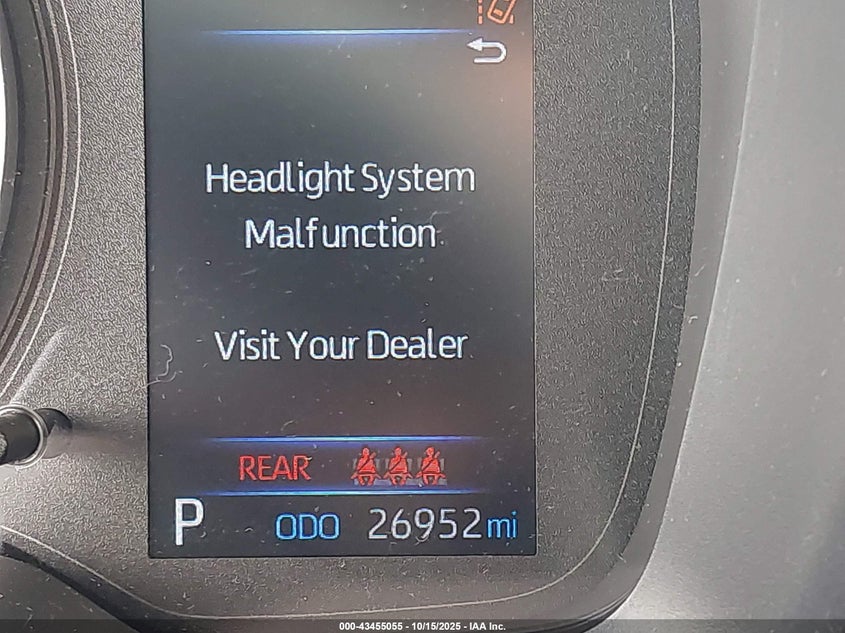 Headlight System
Malfunction
Visit Your Dealer
REAR
P ODO 26952 mi
000-43455055 - 10/15/2025 - IAA Inc.